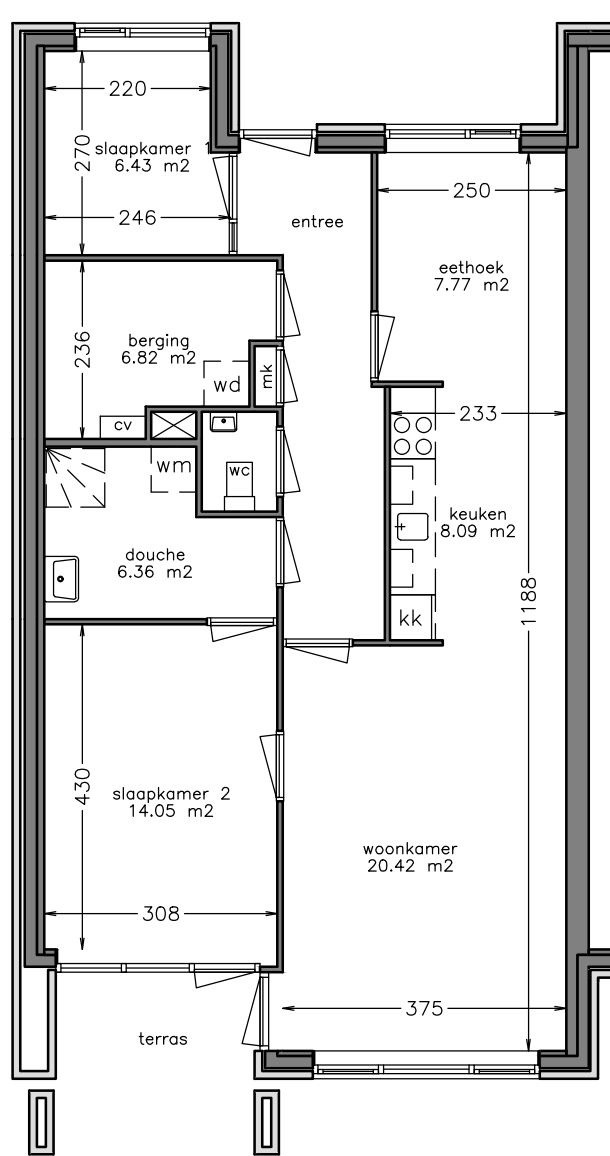 220
270
slaapkamer 1
6.43 m2
246
entree
250
eethoek
7.77 m2
236
berging
6.82 m2
wd
mk
cv
233
wm
wc
keuken
8.09 m2
douche
6.36 m2
1188
kk
430
slaapkamer 2
14.05 m2
woonkamer
20.42 m2
308
375
terras